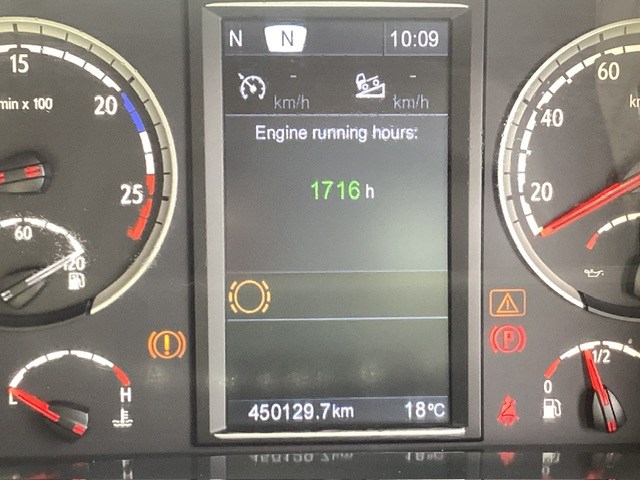 N N 10:09
- -
km/h km/h
Engine running hours:
1716 h
450129.7km 18°C
15
min x 100
20
25
60
120
L H
60
40
20
P
0 1/2